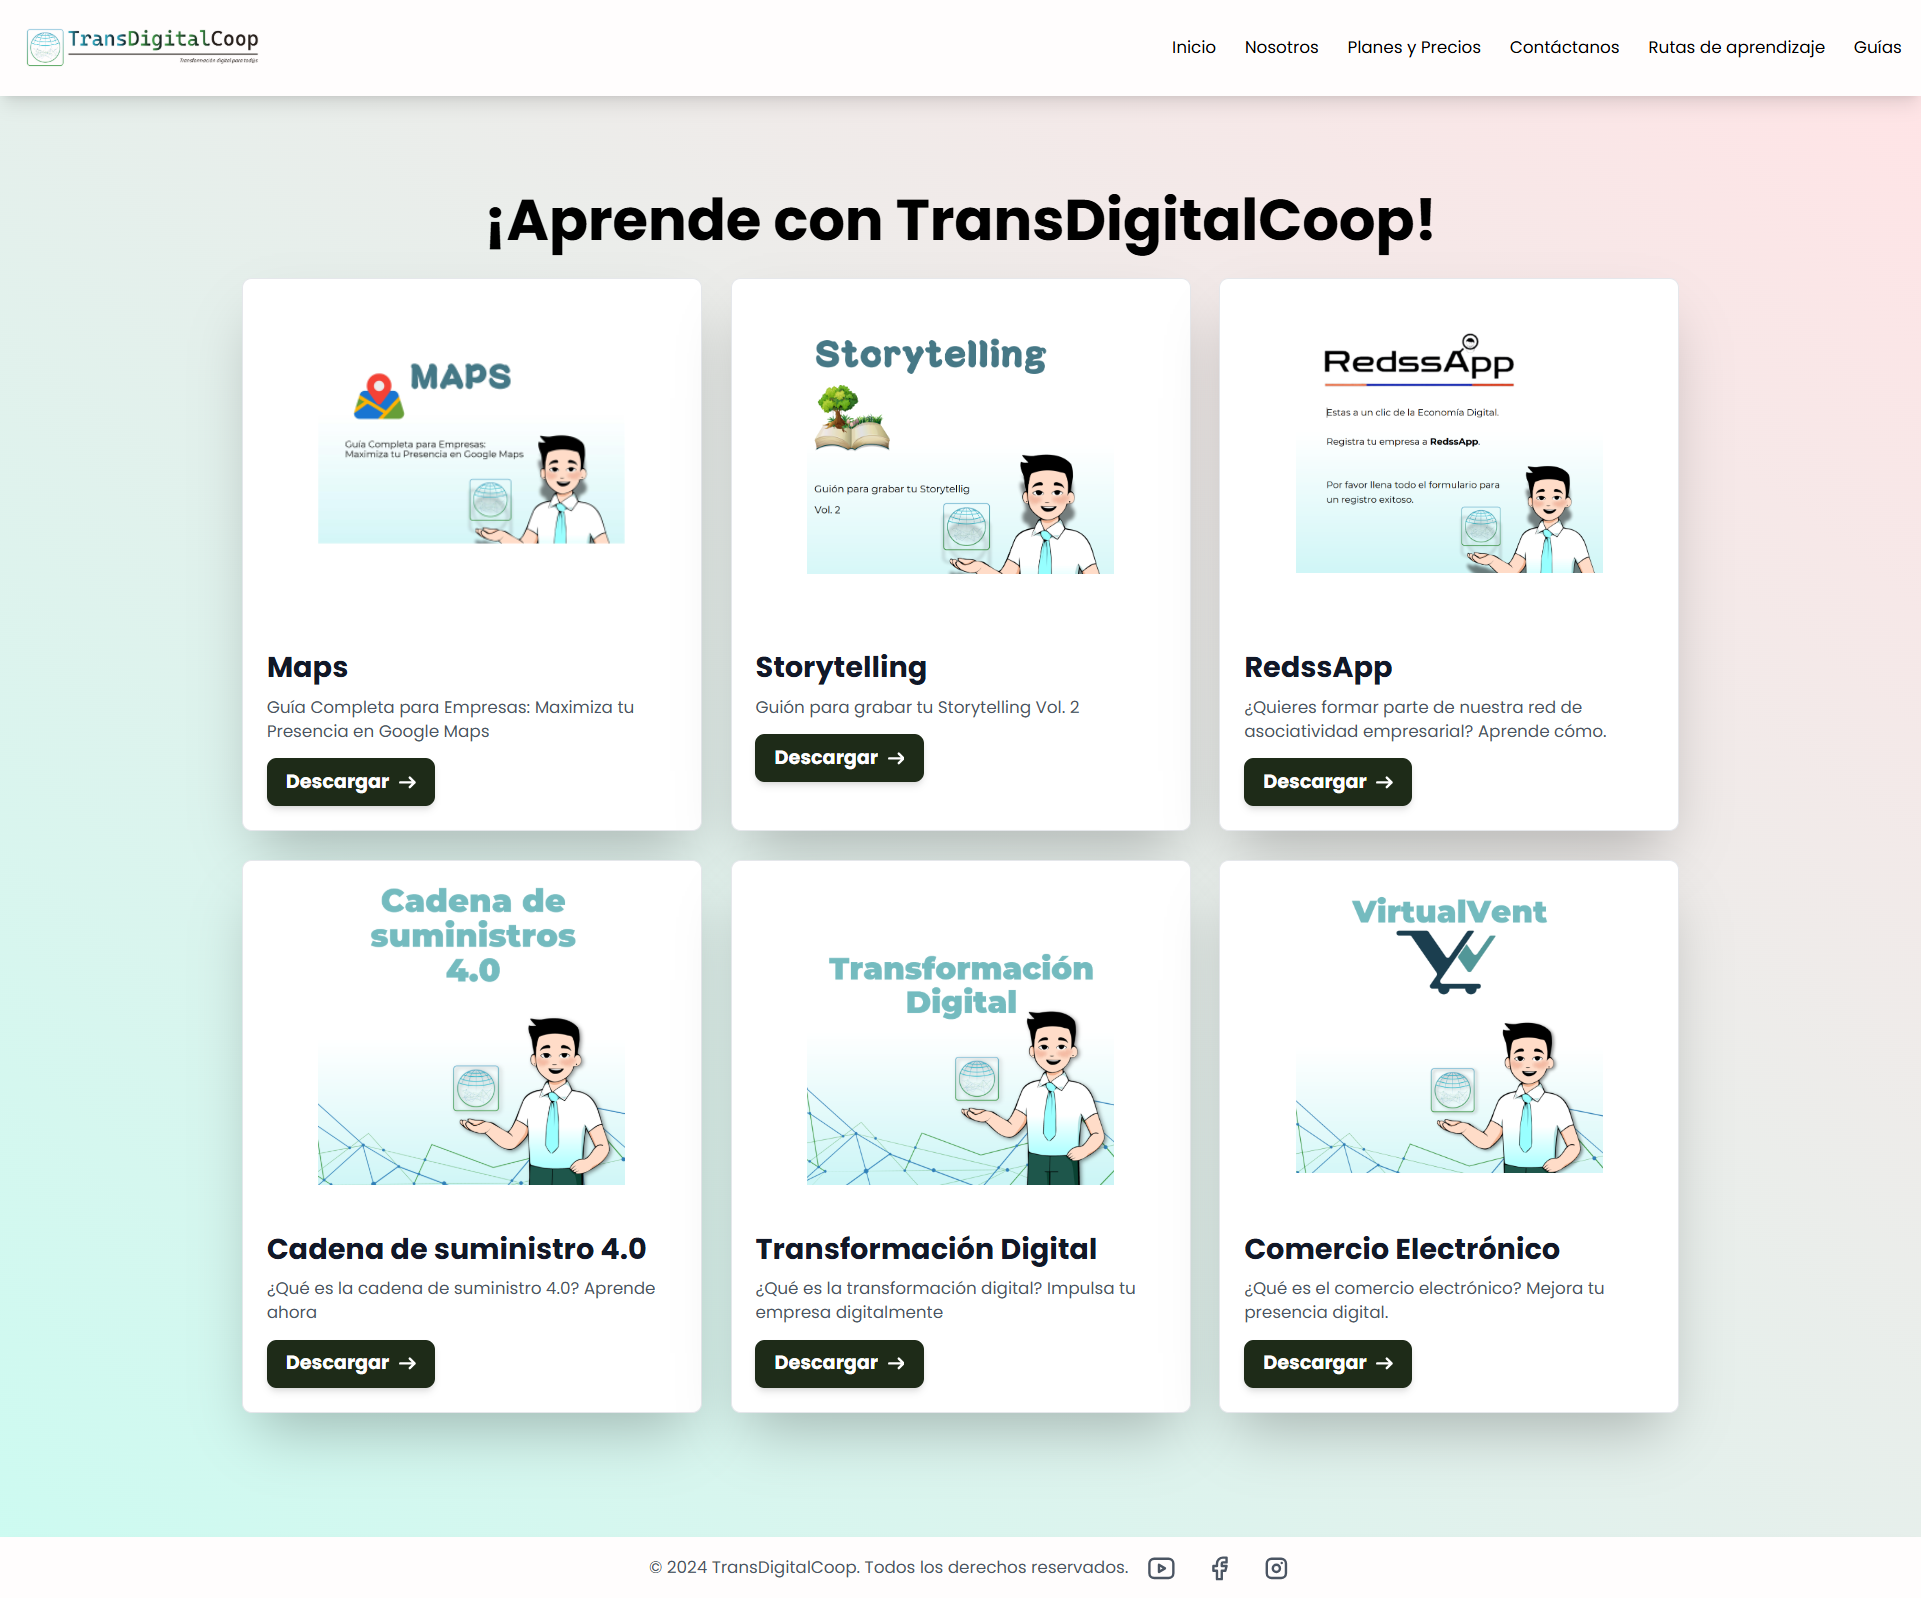 TransDigitalCoop
Transformación digital para tod@s
Inicio
Nosotros
Planes y Precios
Contáctanos
Rutas de aprendizaje
Guías
¡Aprende con TransDigitalCoop!
MAPS
Guía Completa para Empresas:
Maximiza tu Presencia en Google Maps
Maps
Guía Completa para Empresas: Maximiza tu
Presencia en Google Maps
Descargar
Storytelling
Guión para grabar tu Storytellig
Vol. 2
Storytelling
Guión para grabar tu Storytelling Vol. 2
Descargar
RedssApp
Estas a un clic de la Economía Digital.
Registra tu empresa a RedssApp.
Por favor llena todo el formulario para
un registro exitoso.
RedssApp
¿Quieres formar parte de nuestra red de
asociatividad empresarial? Aprende cómo.
Descargar
Cadena de
suministros
4.0
Cadena de suministro 4.0
¿Qué es la cadena de suministro 4.0? Aprende
ahora
Descargar
Transformación
Digital
Transformación Digital
¿Qué es la transformación digital? Impulsa tu
empresa digitalmente
Descargar
VirtualVent
Comercio Electrónico
¿Qué es el comercio electrónico? Mejora tu
presencia digital.
Descargar
© 2024 TransDigitalCoop. Todos los derechos reservados.